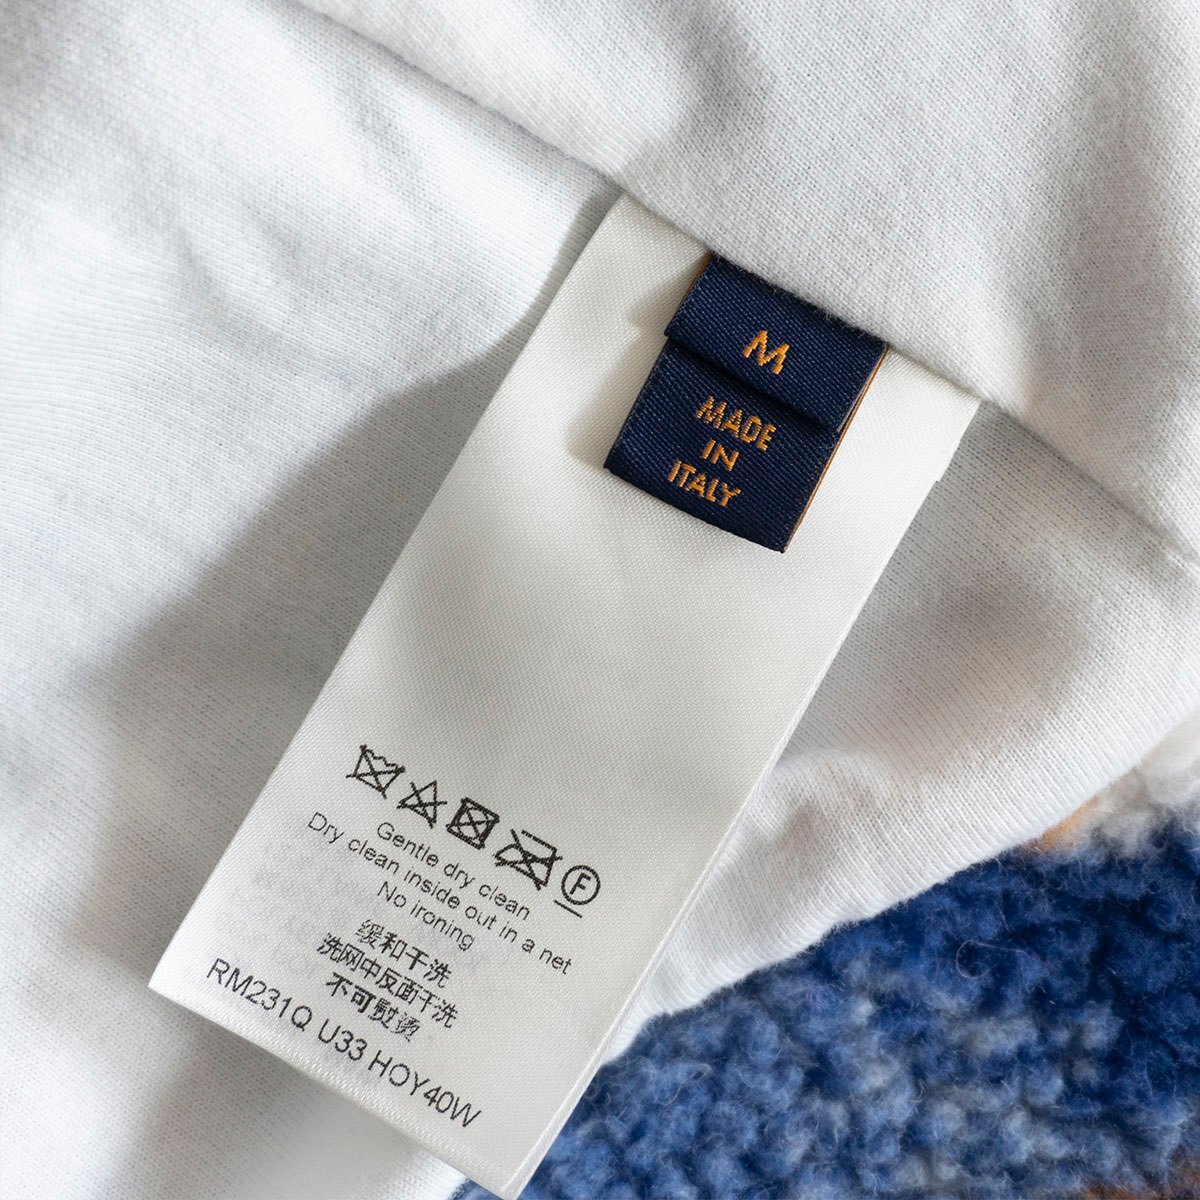 M
MADE
IN
ITALY
F
Gentle dry clean
Dry clean inside out in a net
No ironing
缓和干洗
洗网中反面干洗
不可熨烫
RM231Q U33 HOY40W